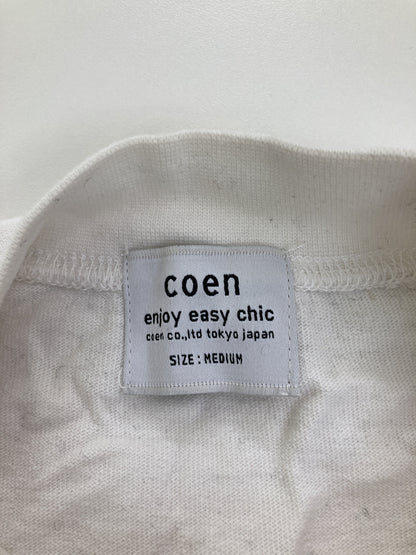 coen
enjoy easy chic
coen co.,ltd tokyo japan
SIZE : MEDIUM